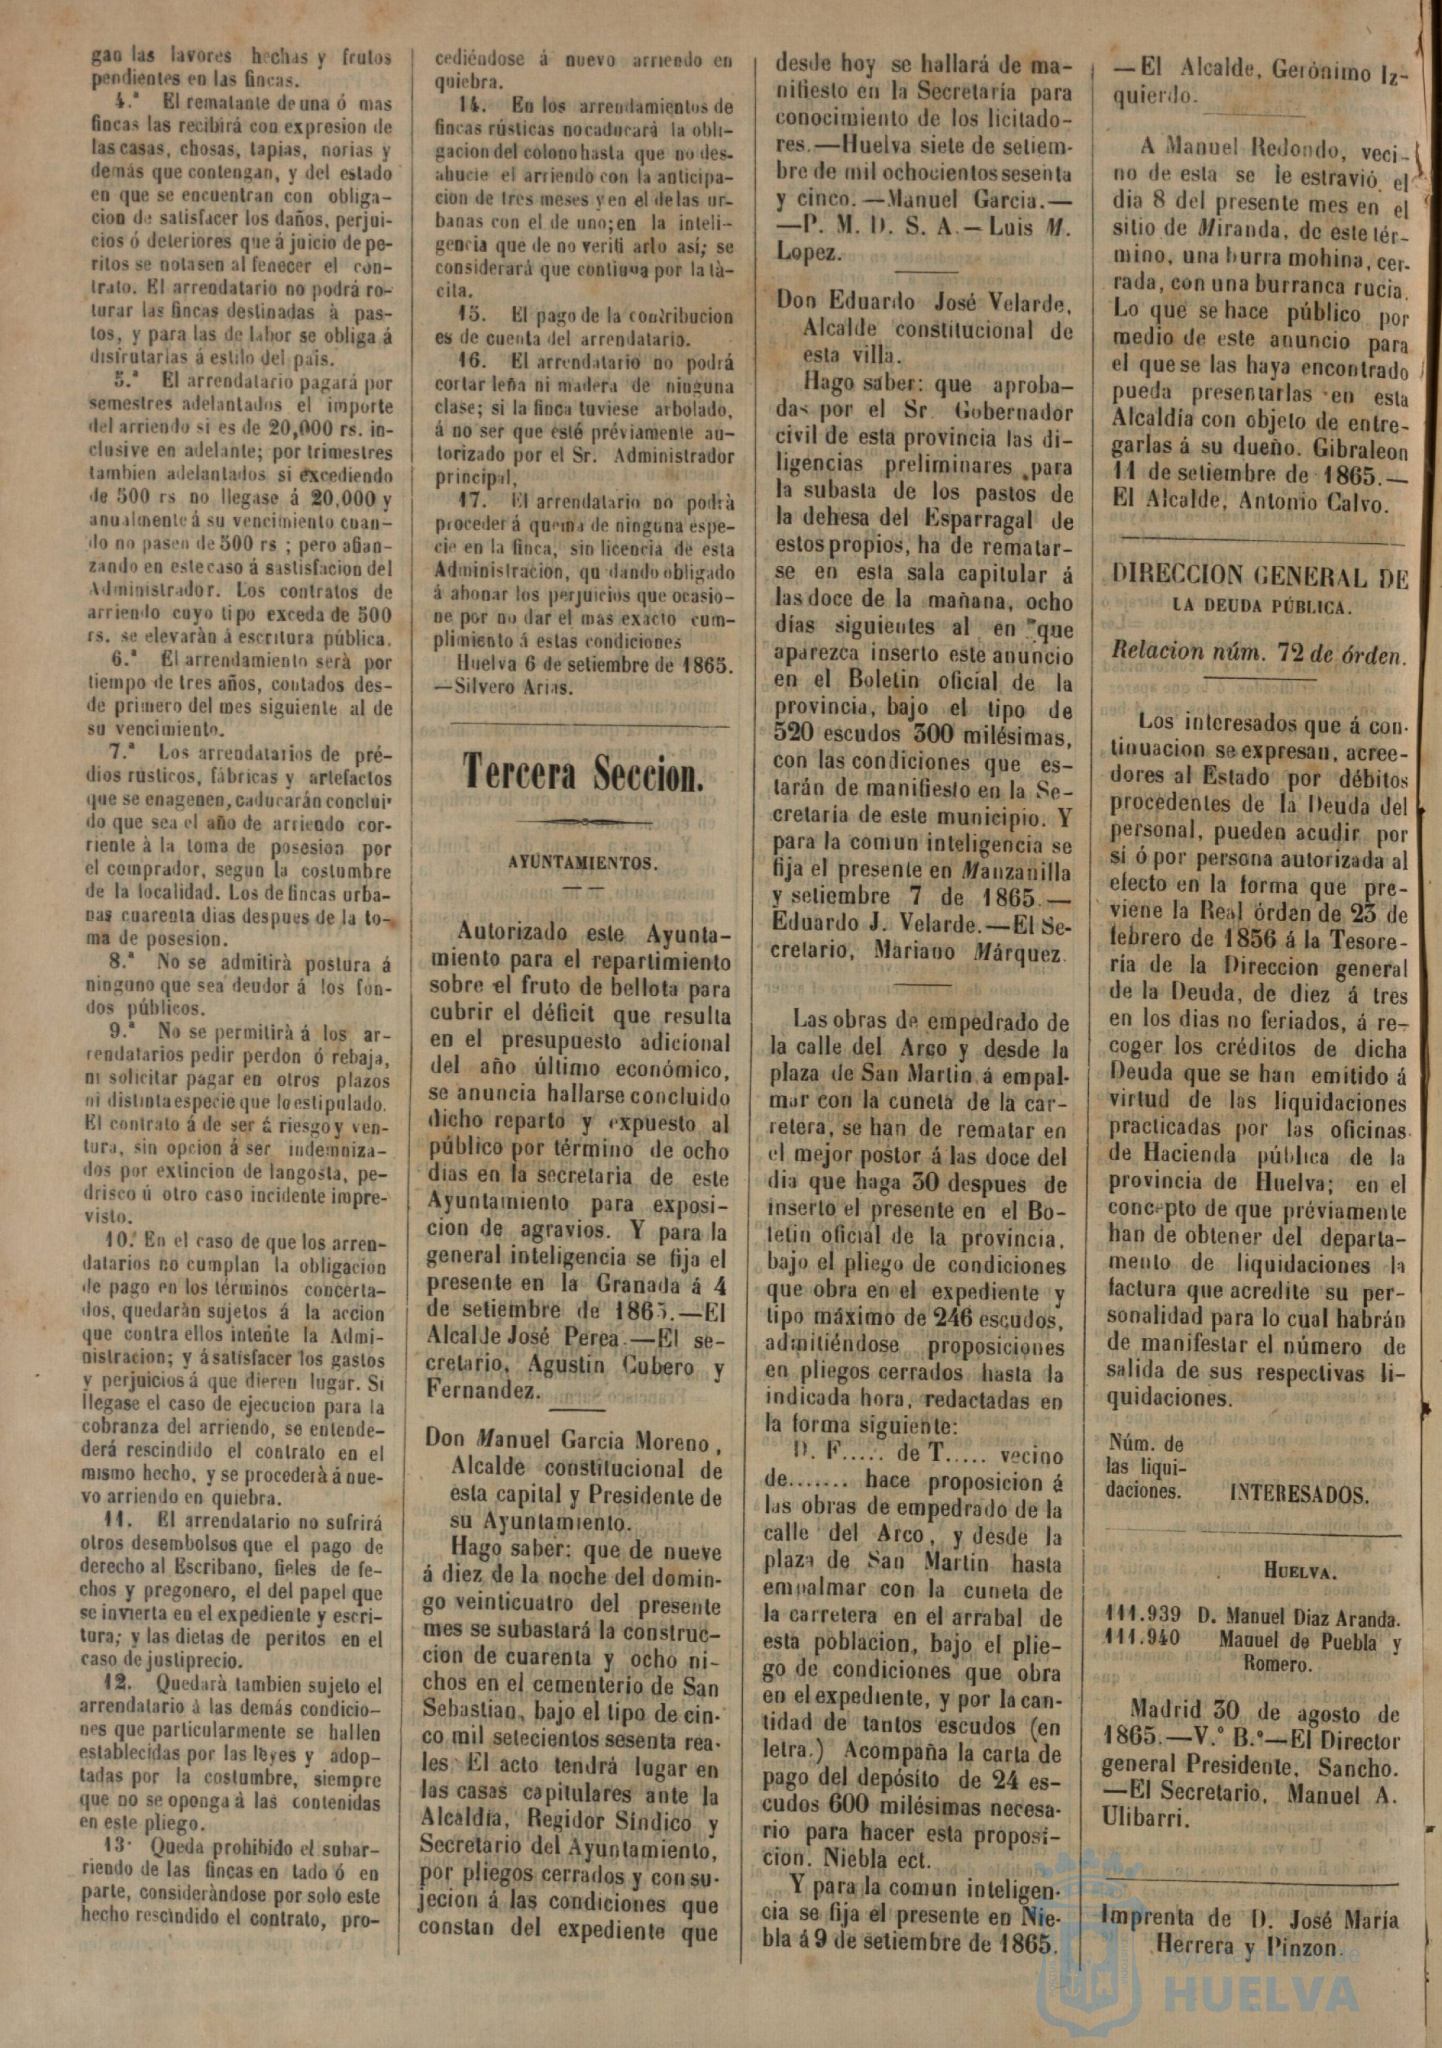 gan las lavores hechas y frutos
pendientes en las fincas.
4.ª El rematante de una ó mas
fincas las recibirá con expresion de
las casas, chosas, tapias, norias y
demás que contengan, y del estado
en que se encuentran con obliga-
cion de satisfacer los daños, perjui-
cios ó deteriores que á juicio de pe-
ritos se notasen al fenecer el con-
trato. El arrendatario no podrá ro-
turar las fincas destinadas à pas-
tos, y para las de labor se obliga á
disfrutarlas á estilo del pais.
5.ª El arrendatario pagará por
semestres adelantados el importe
del arriendo si es de 20,000 rs. in-
clusive en adelante; por trimestres
tambien adelantados si excediendo
de 500 rs no llegase á 20,000 y
anualmente á su vencimiento cuan-
do no pasen de 500 rs ; pero afian-
zando en este caso á sastisfacion del
Administrador. Los contratos de
arriendo cuyo tipo exceda de 500
rs. se elevaràn á escritura pública.
6.ª El arrendamiento serà por
tiempo de tres años, contados des-
de primero del mes siguiente al de
su vencimiento.
7.ª Los arrendatarios de pré-
dios rústicos, fábricas y artefactos
que se enagenen, caducarán conclui-
do que sea el año de arriendo cor-
riente à la toma de posesion por
el comprador, segun la costumbre
de la localidad. Los de fincas urba-
nas cuarenta dias despues de la to-
ma de posesion.
8.ª No se admitirà postura á
ninguno que sea deudor á los fon-
dos públicos.
9.ª No se permitirà á los ar-
rendatarios pedir perdon ó rebaja,
ni solicitar pagar en otros plazos
ni distinta especie que lo estipulado.
El contrato á de ser á riesgo y ven-
tura, sin opcion á ser indemniza-
dos por extincion de langosta, pe-
drisco ú otro caso incidente impre-
visto.
10.ª En el caso de que los arren-
datarios no cumplan la obligacion
de pago en los términos concerta-
dos, quedaràn sujetos á la accion
que contra ellos intente la Admi-
nistracion; y á satisfacer los gastos
y perjuicios á que dieren lugar. Si
llegase el caso de ejecucion para la
cobranza del arriendo, se entende-
derá rescindido el contrato en el
mismo hecho, y se procederà á nue-
vo arriendo en quiebra.
11. El arrendatario no sufrirá
otros desembolsos que el pago de
derecho al Escribano, fieles de fe-
chos y pregonero, el del papel que
se invierta en el expediente y escri-
tura; y las dietas de peritos en el
caso de justiprecio.
12. Quedarà tambien sujeto el
arrendatario à las demás condicio-
nes que particularmente se hallen
establecidas por las leyes y adop-
tadas por la costumbre, siempre
que no se oponga à las contenidas
en este pliego.
13· Queda prohibido el subar-
riendo de las fincas en tado ó en
parte, consideràndose por solo este
hecho rescindido el contrato, pro-
cediéndose á nuevo arriendo en
quiebra.
14. En los arrendamientos de
fincas rústicas no caducará la obli-
gacion del colono hasta que no des-
ahucie el arriendo con la anticipa-
cion de tres meses y en el de las ur-
banas con el de uno; en la inteli-
gencia que de no verifi arlo así; se
considerará que continua por la tà-
cita.
15. El pago de la contribucion
es de cuenta del arrendatario.
16. El arrendatario no podrá
cortar leña ni madera de ninguna
clase; si la finca tuviese arbolado,
á no ser que esté préviamente au-
torizado por el Sr. Administrador
principal,
17. El arrendatario no podrà
proceder á quema de ninguna espe-
cie en la finca, sin licencia de esta
Administracion, qu dando obligado
á abonar los perjuicios que ocasio-
ne por no dar el mas exacto cum-
plimiento á estas condiciones
Huelva 6 de setiembre de 1865.
—Silvero Arias.
Tercera Seccion.
AYUNTAMIENTOS.
Autorizado este Ayunta-
miento para el repartimiento
sobre el fruto de bellota para
cubrir el déficit que resulta
en el presupuesto adicional
del año último económico,
se anuncia hallarse concluido
dicho reparto y expuesto al
público por término de ocho
dias en la secretaria de este
Ayuntamiento para exposi-
cion de agravios. Y para la
general inteligencia se fija el
presente en la Granada á 4
de setiembre de 1865.—El
Alcalde José Perea.—El se-
cretario, Agustin Cubero y
Fernandez.
Don Manuel Garcia Moreno,
Alcalde constitucional de
esta capital y Presidente de
su Ayuntamiento.
Hago saber: que de nueve
á diez de la noche del domin-
go veinticuatro del presente
mes se subastará la construc-
cion de cuarenta y ocho ni-
chos en el cementerio de San
Sebastian, bajo el tipo de cin-
co mil setecientos sesenta rea-
les El acto tendrá lugar en
las casas capitulares ante la
Alcaldía, Regidor Síndico y
Secretario del Ayuntamiento,
por pliegos cerrados y con su-
jecion á las condiciones que
constan del expediente que
desde hoy se hallará de ma-
nifiesto en la Secretaría para
conocimiento de los licitado-
res.—Huelva siete de setiem-
bre de mil ochocientos sesenta
y cinco.—Manuel Garcia.—
—P. M. D. S. A.—Luis M.
Lopez.
Don Eduardo José Velarde,
Alcalde constitucional de
esta villa.
Hago saber: que aproba-
das por el Sr. Gobernador
civil de esta provincia las di-
ligencias preliminares para
la subasta de los pastos de
la dehesa del Esparragal de
estos propios, ha de rematar-
se en esta sala capitular á
las doce de la mañana, ocho
días siguientes al en que
aparezca inserto este anuncio
en el Boletin oficial de la
provincia, bajo el tipo de
520 escudos 300 milésimas,
con las condiciones que es-
tarán de manifiesto en la Se-
cretaria de este municipio. Y
para la comun inteligencia se
fija el presente en Manzanilla
y setiembre 7 de 1865.—
Eduardo J. Velarde.—El Se-
cretario, Mariano Márquez.
Las obras de empedrado de
la calle del Arco y desde la
plaza de San Martin á empal-
mar con la cuneta de la car-
retera, se han de rematar en
el mejor postor á las doce del
dia que haga 30 despues de
inserto el presente en el Bo-
letin oficial de la provincia,
bajo el pliego de condiciones
que obra en el expediente y
tipo máximo de 246 escudos,
admitiéndose proposiciones
en pliegos cerrados hasta la
indicada hora, redactadas en
la forma siguiente:
D. F..... de T..... vecino
de....... hace proposicion á
las obras de empedrado de la
calle del Arco, y desde la
plaza de San Martin hasta
empalmar con la cuneta de
la carretera en el arrabal de
esta poblacion, bajo el plie-
go de condiciones que obra
en el expediente, y por la can-
tidad de tantos escudos (en
letra.) Acompaña la carta de
pago del depósito de 24 es-
cudos 600 milésimas necesa-
rio para hacer esta proposi-
cion. Niebla ect.
Y para la comun inteligen-
cia se fija el presente en Nie-
bla á 9 de setiembre de 1865.
—El Alcalde, Gerónimo Iz-
quierdo.
A Manuel Redondo, veci-
no de esta se le estravió el
dia 8 del presente mes en el
sitio de Miranda, de este tér-
mino, una burra mohina, cer-
rada, con una burranca rucia.
Lo que se hace público por
medio de este anuncio para
el que se las haya encontrado
pueda presentarlas en esta
Alcaldía con objeto de entre-
garlas á su dueño. Gibraleon
11 de setiembre de 1865.—
El Alcalde, Antonio Calvo.
DIRECCION GENERAL DE
LA DEUDA PÚBLICA.
Relacion núm. 72 de órden.
Los interesados que á con-
tinuacion se expresan, acree-
dores al Estado por débitos
procedentes de la Deuda del
personal, pueden acudir por
sí ó por persona autorizada al
efecto en la forma que pre-
viene la Real órden de 23 de
febrero de 1856 á la Tesore-
ría de la Direccion general
de la Deuda, de diez á tres
en los dias no feriados, á re-
coger los créditos de dicha
Deuda que se han emitido á
virtud de las liquidaciones
practicadas por las oficinas
de Hacienda pública de la
provincia de Huelva; en el
concepto de que préviamente
han de obtener del departa-
mento de liquidaciones la
factura que acredite su per-
sonalidad para lo cual habrán
de manifestar el número de
salida de sus respectivas li-
quidaciones.
Núm. de
las liqui-
daciones. INTERESADOS.
HUELVA.
111.939 D. Manuel Diaz Aranda.
111.940 Manuel de Puebla y
Romero.
Madrid 30 de agosto de
1865.—V.º B.º—El Director
general Presidente, Sancho.
—El Secretario, Manuel A.
Ulibarri.
Imprenta de D. José María
Herrera y Pinzon.
Ayuntamiento de
HUELVA